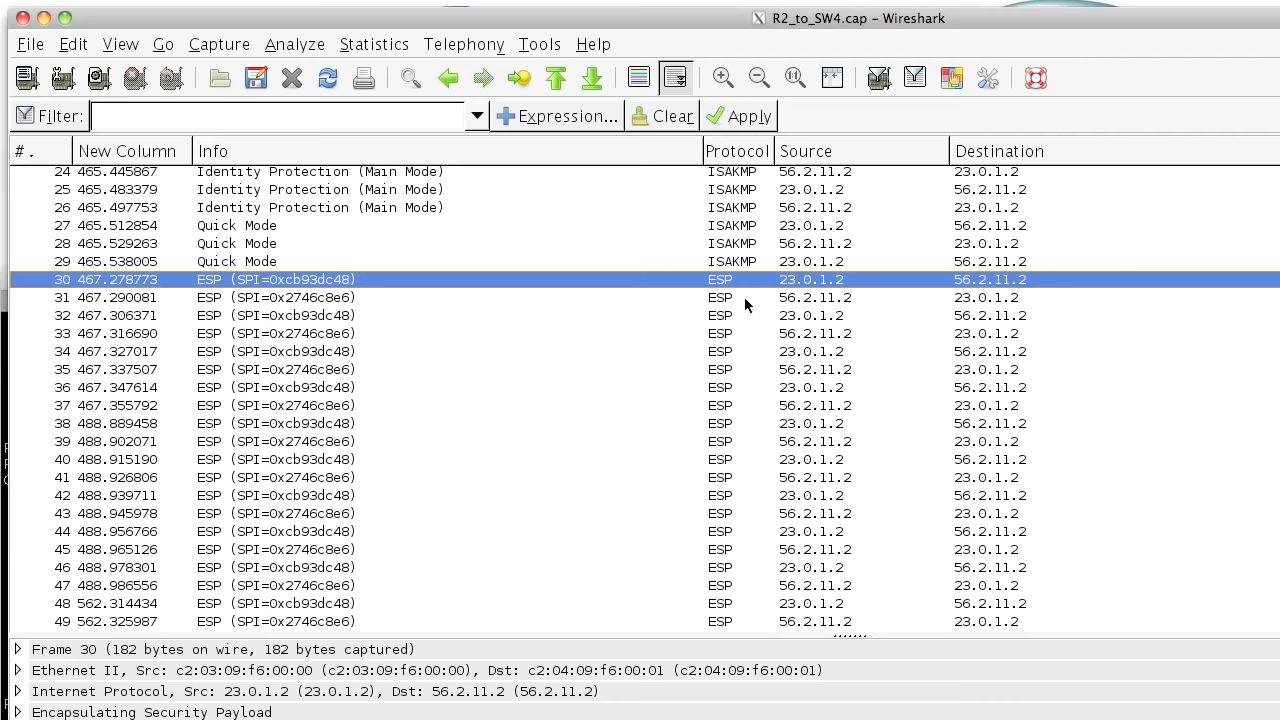 R2_to_SW4.cap – Wireshark
File Edit View Go Capture Analyze Statistics Telephony Tools Help
Filter: Expression... Clear Apply
# . New Column Info Protocol Source Destination
24 465.445867 Identity Protection (Main Mode) ISAKMP 56.2.11.2 23.0.1.2
25 465.483379 Identity Protection (Main Mode) ISAKMP 23.0.1.2 56.2.11.2
26 465.497753 Identity Protection (Main Mode) ISAKMP 56.2.11.2 23.0.1.2
27 465.512854 Quick Mode ISAKMP 23.0.1.2 56.2.11.2
28 465.529263 Quick Mode ISAKMP 56.2.11.2 23.0.1.2
29 465.538005 Quick Mode ISAKMP 23.0.1.2 56.2.11.2
30 467.278773 ESP (SPI=0xcb93dc48) ESP 23.0.1.2 56.2.11.2
31 467.290081 ESP (SPI=0x2746c8e6) ESP 56.2.11.2 23.0.1.2
32 467.306371 ESP (SPI=0xcb93dc48) ESP 23.0.1.2 56.2.11.2
33 467.316690 ESP (SPI=0x2746c8e6) ESP 56.2.11.2 23.0.1.2
34 467.327017 ESP (SPI=0xcb93dc48) ESP 23.0.1.2 56.2.11.2
35 467.337507 ESP (SPI=0x2746c8e6) ESP 56.2.11.2 23.0.1.2
36 467.347614 ESP (SPI=0xcb93dc48) ESP 23.0.1.2 56.2.11.2
37 467.355792 ESP (SPI=0x2746c8e6) ESP 56.2.11.2 23.0.1.2
38 488.889458 ESP (SPI=0xcb93dc48) ESP 23.0.1.2 56.2.11.2
39 488.902071 ESP (SPI=0x2746c8e6) ESP 56.2.11.2 23.0.1.2
40 488.915190 ESP (SPI=0xcb93dc48) ESP 23.0.1.2 56.2.11.2
41 488.926806 ESP (SPI=0x2746c8e6) ESP 56.2.11.2 23.0.1.2
42 488.939711 ESP (SPI=0xcb93dc48) ESP 23.0.1.2 56.2.11.2
43 488.945978 ESP (SPI=0x2746c8e6) ESP 56.2.11.2 23.0.1.2
44 488.956766 ESP (SPI=0xcb93dc48) ESP 23.0.1.2 56.2.11.2
45 488.965126 ESP (SPI=0x2746c8e6) ESP 56.2.11.2 23.0.1.2
46 488.978301 ESP (SPI=0xcb93dc48) ESP 23.0.1.2 56.2.11.2
47 488.986556 ESP (SPI=0x2746c8e6) ESP 56.2.11.2 23.0.1.2
48 562.314434 ESP (SPI=0xcb93dc48) ESP 23.0.1.2 56.2.11.2
49 562.325987 ESP (SPI=0x2746c8e6) ESP 56.2.11.2 23.0.1.2
Frame 30 (182 bytes on wire, 182 bytes captured)
Ethernet II, Src: c2:03:09:f6:00:00 (c2:03:09:f6:00:00), Dst: c2:04:09:f6:00:01 (c2:04:09:f6:00:01)
Internet Protocol, Src: 23.0.1.2 (23.0.1.2), Dst: 56.2.11.2 (56.2.11.2)
Encapsulating Security Payload